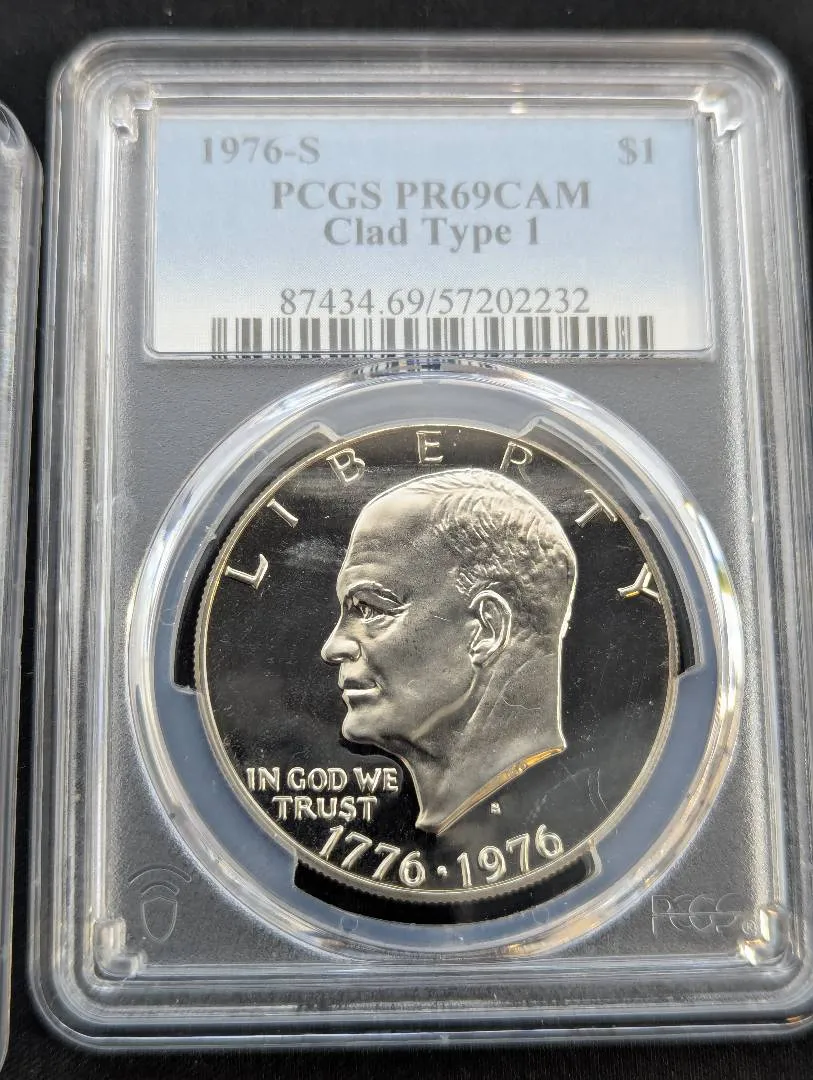 1976-S $1
PCGS PR69CAM
Clad Type 1
87434.69/57202232
LIBERTY
IN GOD WE
TRUST
S
1776·1976
PCGS®